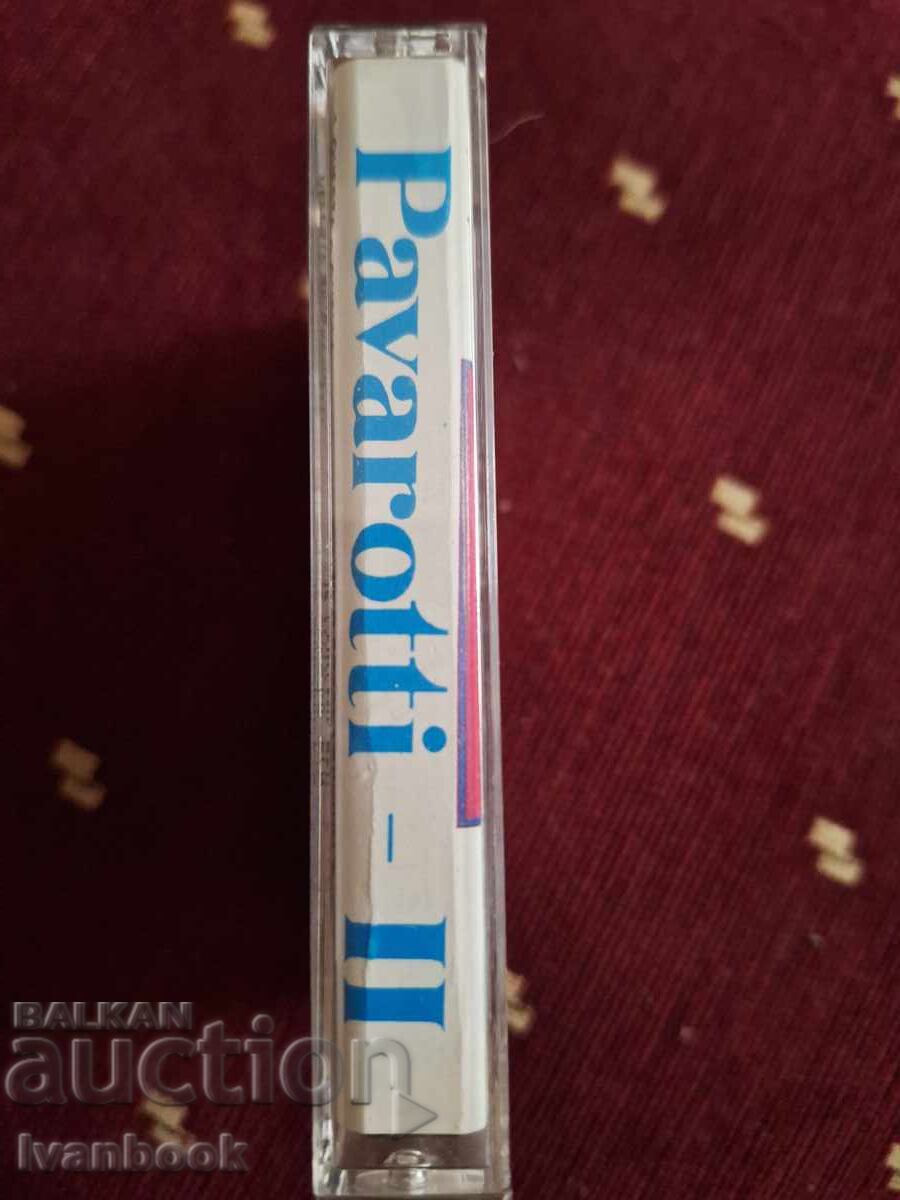 Pavarotti - II
BALKAN
auction
Ivanbook